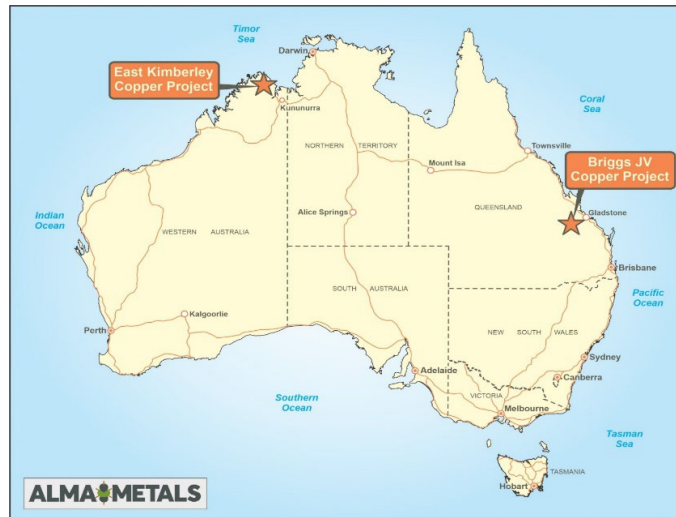 Timor
Sea
Darwin
East Kimberley
Copper Project
Kununurra
Coral
Sea
NORTHERN TERRITORY
Townsville
Mount Isa
Briggs JV
Copper Project
QUEENSLAND
Gladstone
Indian
Ocean
WESTERN AUSTRALIA
Alice Springs
Brisbane
SOUTH AUSTRALIA
Pacific
Ocean
Kalgoorlie
Perth
NEW SOUTH WALES
Sydney
Adelaide
Canberra
VICTORIA
Southern
Ocean
Melbourne
Tasman
Sea
TASMANIA
Hobart
ALMA METALS